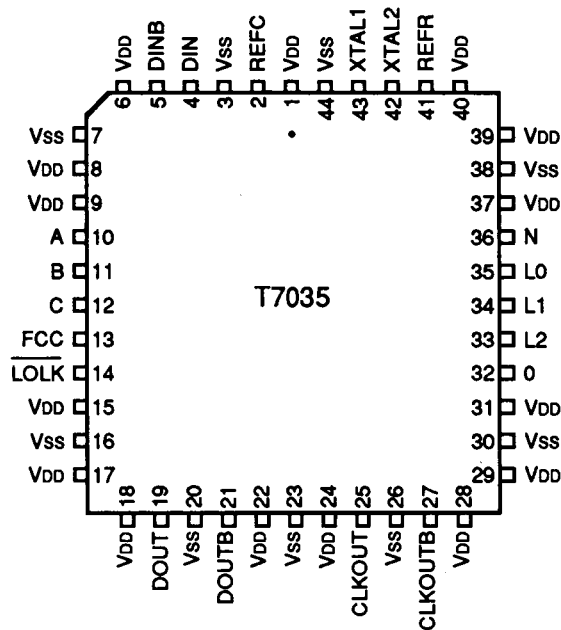 VDD DINB DIN VSS REFC VDD VSS XTAL1 XTAL2 REFR VDD
6 5 4 3 2 1 44 43 42 41 40
VSS 7 39 VDD
VDD 8 38 VSS
VDD 9 37 VDD
A 10 36 N
B 11 35 L0
T7035
C 12 34 L1
FCC 13 33 L2
LOLK 14 32 0
VDD 15 31 VDD
VSS 16 30 VSS
VDD 17 29 VDD
18 19 20 21 22 23 24 25 26 27 28
VDD DOUT VSS DOUTB VDD VSS VDD CLKOUT VSS CLKOUTB VDD